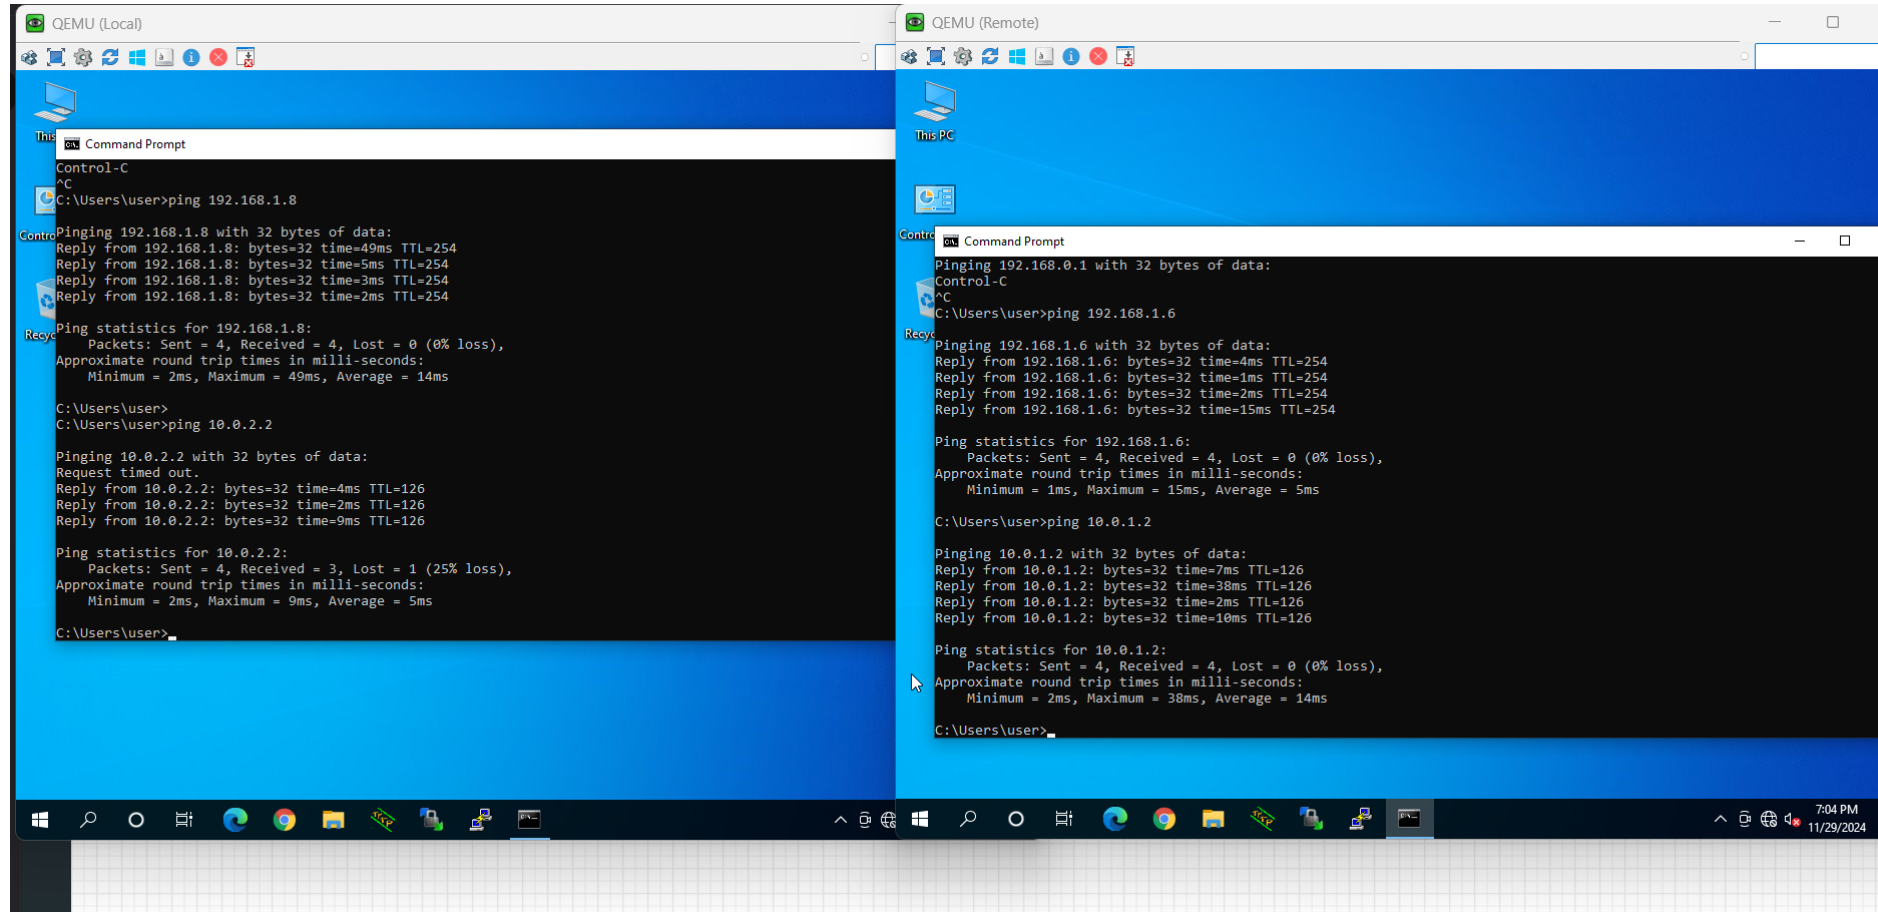 QEMU (Local)
This
Contro
Recyc
Command Prompt
Control-C
^C
C:\Users\user>ping 192.168.1.8
Pinging 192.168.1.8 with 32 bytes of data:
Reply from 192.168.1.8: bytes=32 time=49ms TTL=254
Reply from 192.168.1.8: bytes=32 time=5ms TTL=254
Reply from 192.168.1.8: bytes=32 time=3ms TTL=254
Reply from 192.168.1.8: bytes=32 time=2ms TTL=254
Ping statistics for 192.168.1.8:
Packets: Sent = 4, Received = 4, Lost = 0 (0% loss),
Approximate round trip times in milli-seconds:
Minimum = 2ms, Maximum = 49ms, Average = 14ms
C:\Users\user>
C:\Users\user>ping 10.0.2.2
Pinging 10.0.2.2 with 32 bytes of data:
Request timed out.
Reply from 10.0.2.2: bytes=32 time=4ms TTL=126
Reply from 10.0.2.2: bytes=32 time=2ms TTL=126
Reply from 10.0.2.2: bytes=32 time=9ms TTL=126
Ping statistics for 10.0.2.2:
Packets: Sent = 4, Received = 3, Lost = 1 (25% loss),
Approximate round trip times in milli-seconds:
Minimum = 2ms, Maximum = 9ms, Average = 5ms
C:\Users\user>
QEMU (Remote)
This PC
Contro
Recyc
Command Prompt
Pinging 192.168.0.1 with 32 bytes of data:
Control-C
^C
C:\Users\user>ping 192.168.1.6
Pinging 192.168.1.6 with 32 bytes of data:
Reply from 192.168.1.6: bytes=32 time=4ms TTL=254
Reply from 192.168.1.6: bytes=32 time=1ms TTL=254
Reply from 192.168.1.6: bytes=32 time=2ms TTL=254
Reply from 192.168.1.6: bytes=32 time=15ms TTL=254
Ping statistics for 192.168.1.6:
Packets: Sent = 4, Received = 4, Lost = 0 (0% loss),
Approximate round trip times in milli-seconds:
Minimum = 1ms, Maximum = 15ms, Average = 5ms
C:\Users\user>ping 10.0.1.2
Pinging 10.0.1.2 with 32 bytes of data:
Reply from 10.0.1.2: bytes=32 time=7ms TTL=126
Reply from 10.0.1.2: bytes=32 time=38ms TTL=126
Reply from 10.0.1.2: bytes=32 time=2ms TTL=126
Reply from 10.0.1.2: bytes=32 time=10ms TTL=126
Ping statistics for 10.0.1.2:
Packets: Sent = 4, Received = 4, Lost = 0 (0% loss),
Approximate round trip times in milli-seconds:
Minimum = 2ms, Maximum = 38ms, Average = 14ms
C:\Users\user>
7:04 PM
11/29/2024